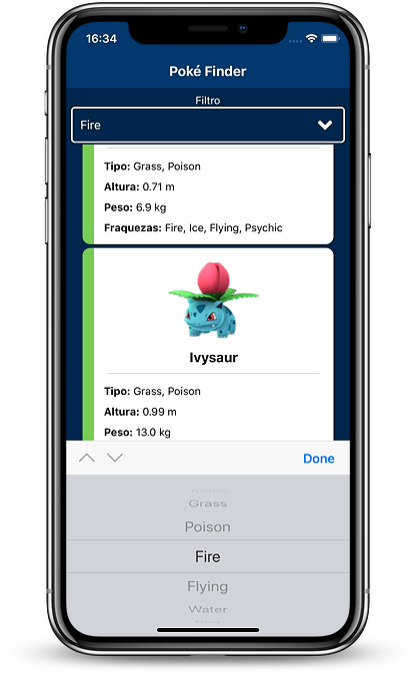 16:34
Poké Finder
Filtro
Fire
Tipo: Grass, Poison
Altura: 0.71 m
Peso: 6.9 kg
Fraquezas: Fire, Ice, Flying, Psychic
Ivysaur
Tipo: Grass, Poison
Altura: 0.99 m
Peso: 13.0 kg
Done
Grass
Poison
Fire
Flying
Water